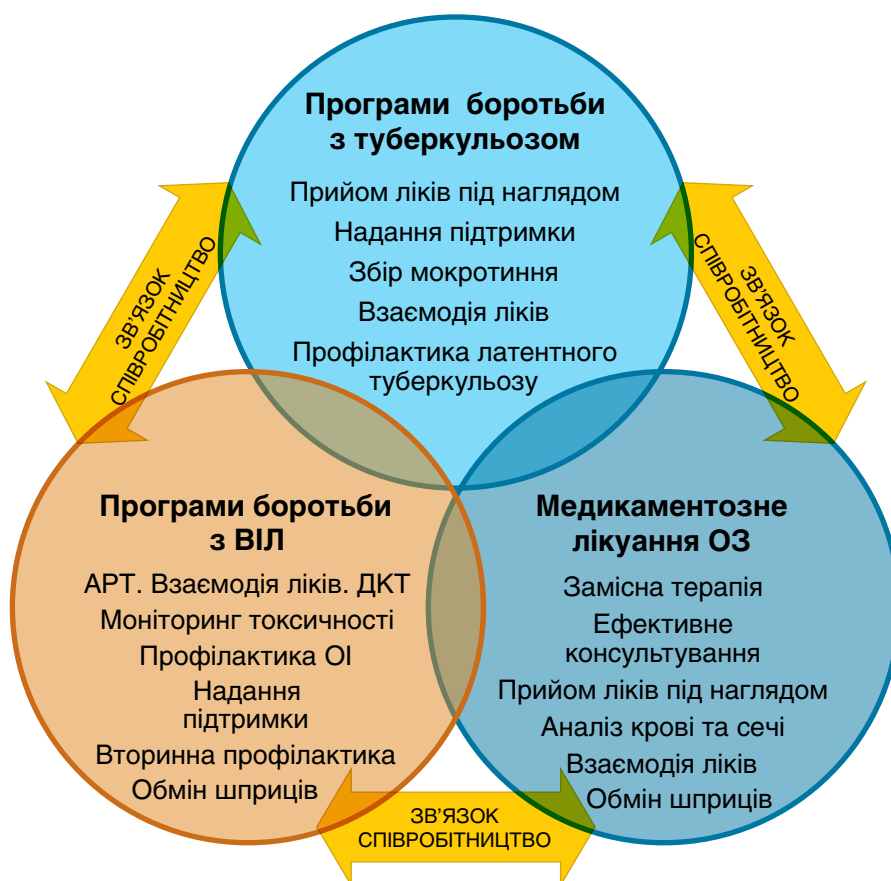 Програми боротьби
з туберкульозом
Прийом ліків під наглядом
Надання підтримки
Збір мокротиння
Взаємодія ліків
Профілактика латентного
туберкульозу
ЗВ'ЯЗОК
СПІВРОБІТНИЦТВО
ЗВ'ЯЗОК
СПІВРОБІТНИЦТВО
Програми боротьби
з ВІЛ
АРТ. Взаємодія ліків. ДКТ
Моніторинг токсичності
Профілактика ОІ
Надання
підтримки
Вторинна профілактика
Обмін шприців
Медикаментозне
лікуання ОЗ
Замісна терапія
Ефективне
консультування
Прийом ліків під наглядом
Аналіз крові та сечі
Взаємодія ліків
Обмін шприців
ЗВ'ЯЗОК
СПІВРОБІТНИЦТВО